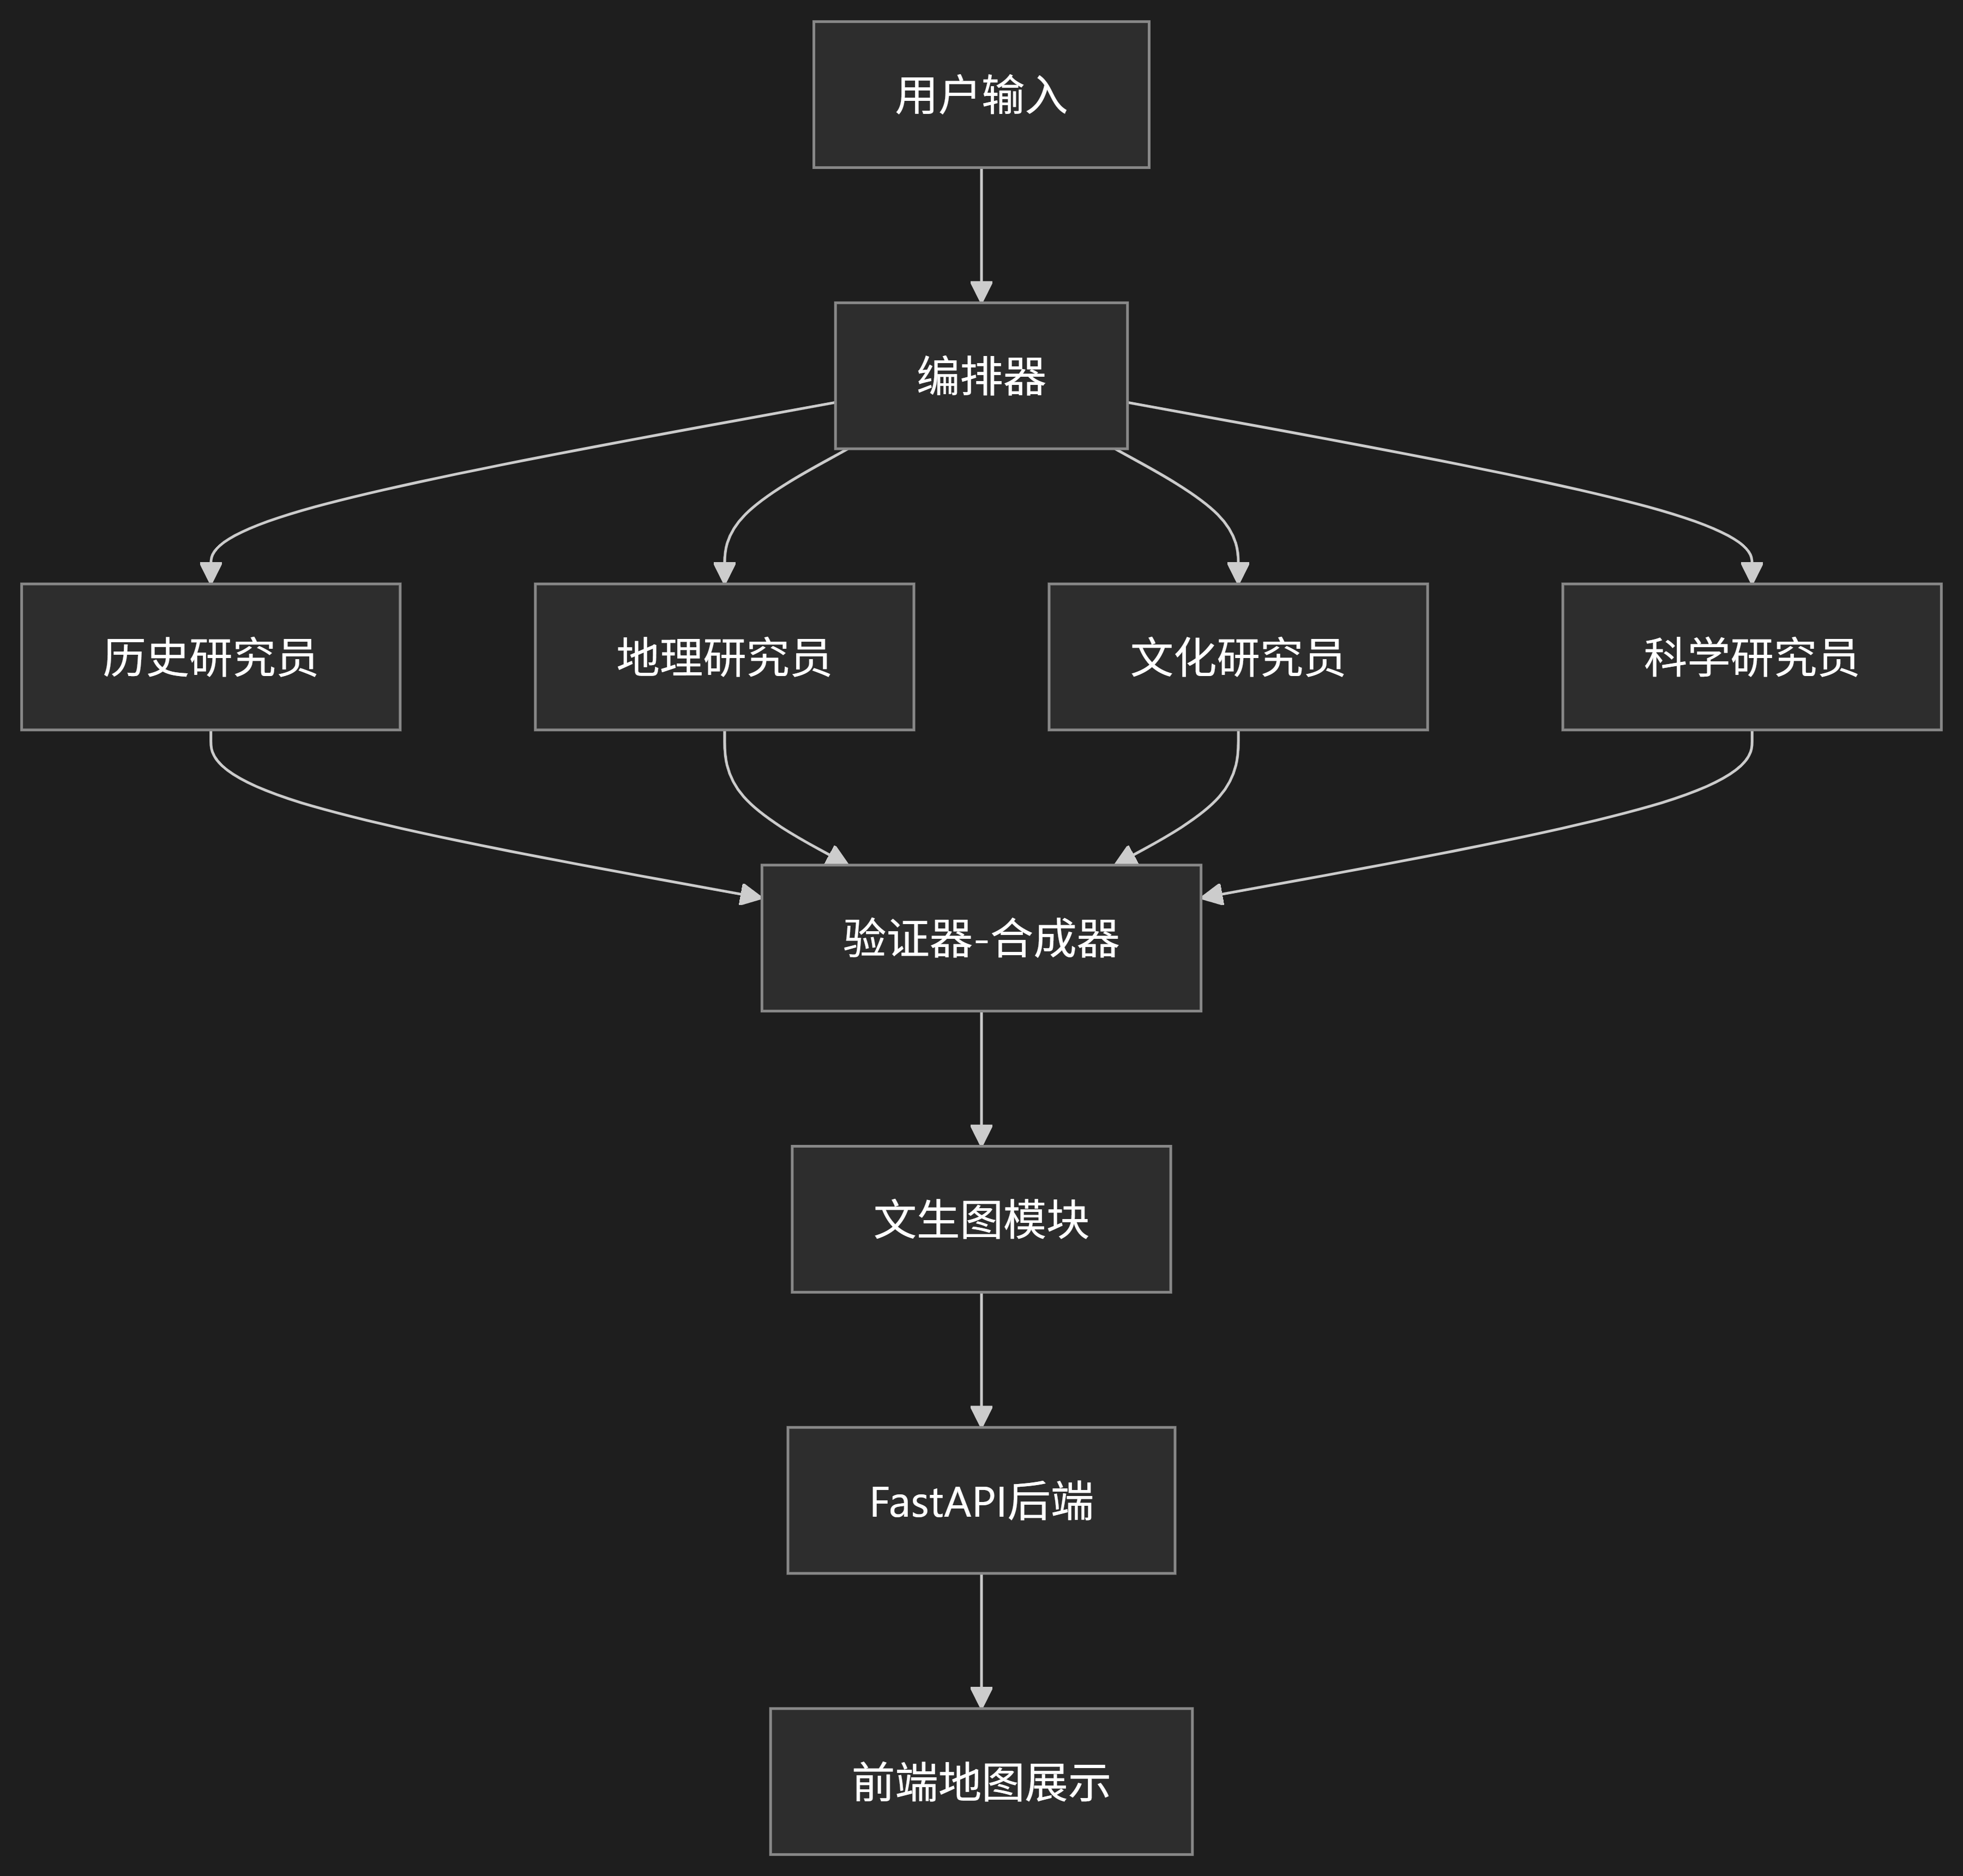 用户输入
编排器
历史研究员
地理研究员
文化研究员
科学研究员
验证器-合成器
文生图模块
FastAPI后端
前端地图展示